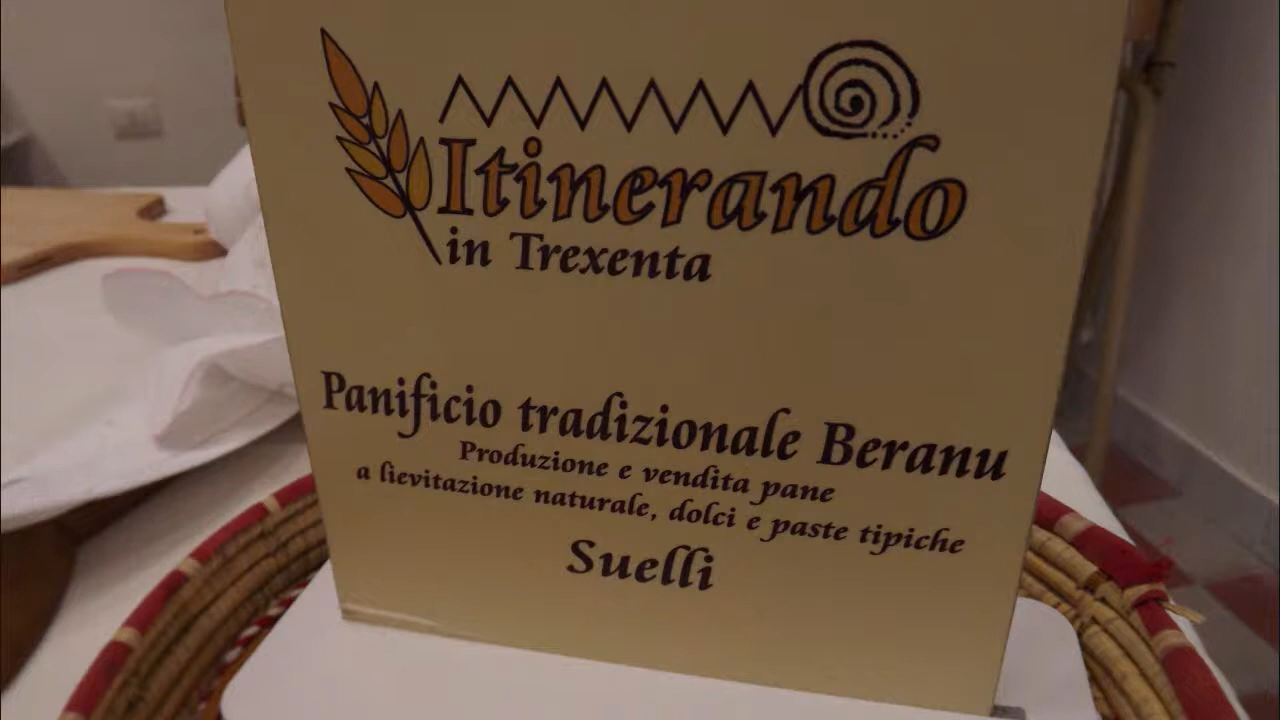 Itinerando
in Trexenta
Panificio tradizionale Beranu
Produzione e vendita pane
a lievitazione naturale, dolci e paste tipiche
Suelli